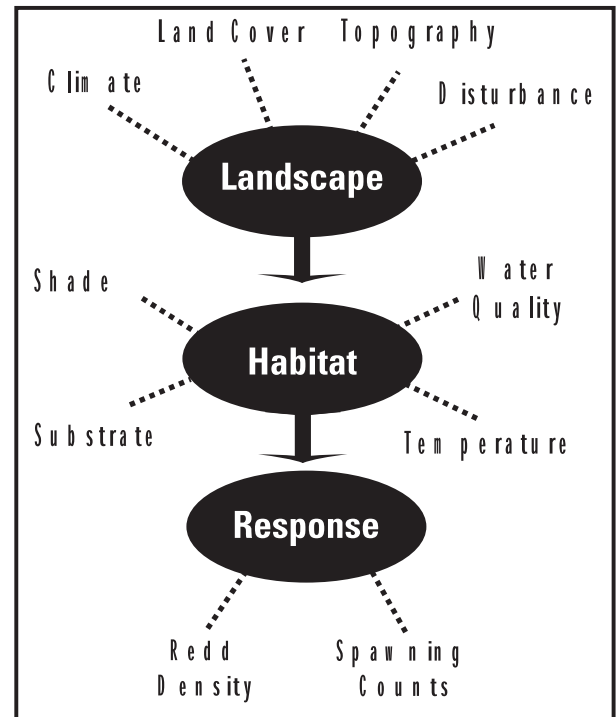 Land Cover
Topography
Climate
Disturbance
Landscape
Shade
Water
Quality
Habitat
Substrate
Temperature
Response
Redd
Density
Spawning
Counts